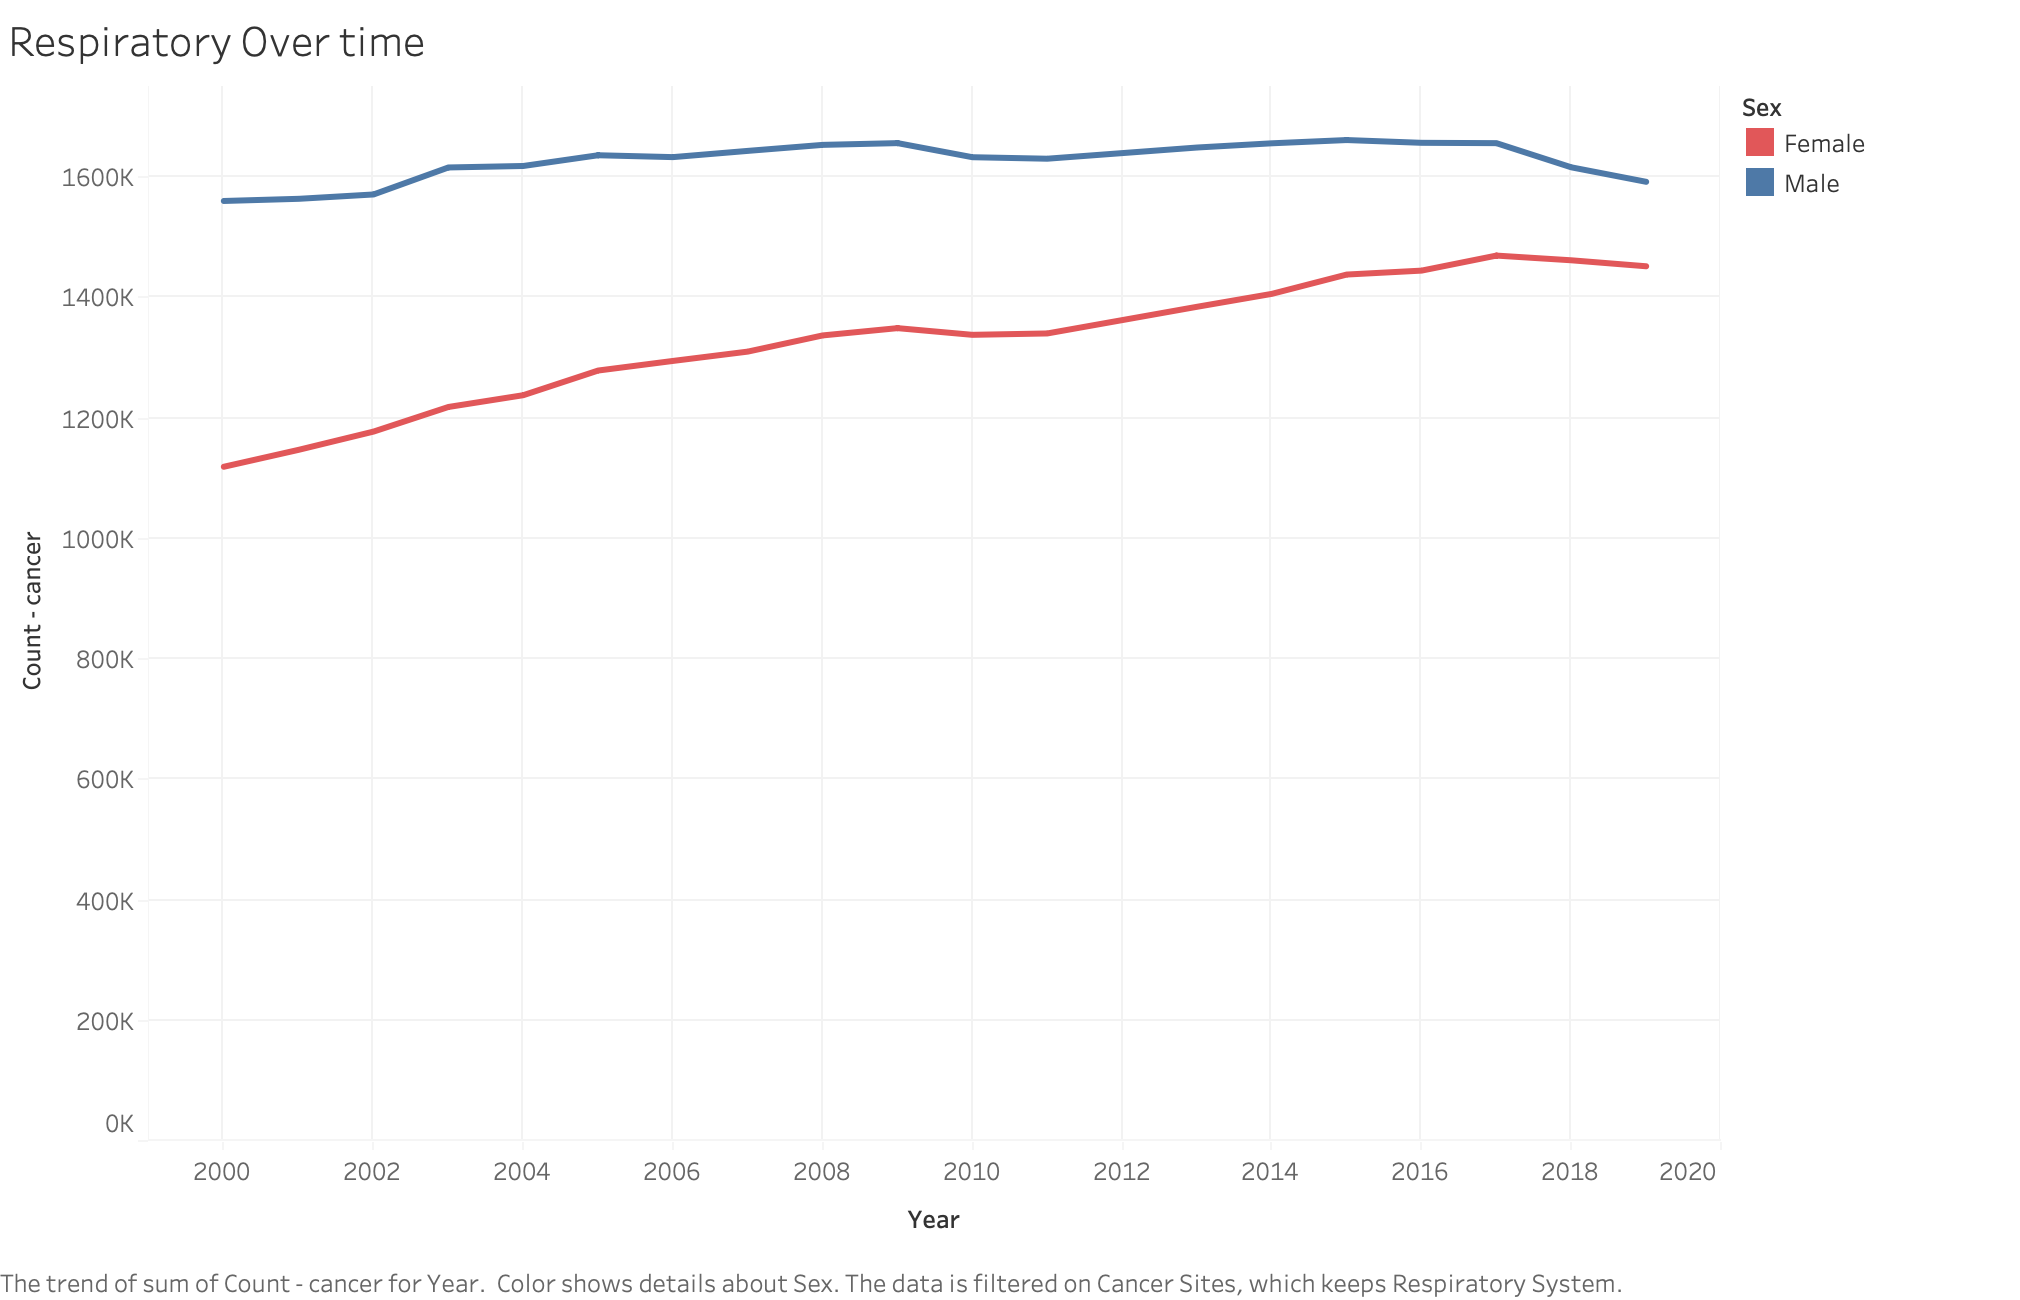 Respiratory Over time
Sex
Female
Male
1600K
1400K
1200K
1000K
800K
600K
400K
200K
0K
Count - cancer
2000 2002 2004 2006 2008 2010 2012 2014 2016 2018 2020
Year
The trend of sum of Count - cancer for Year.  Color shows details about Sex. The data is filtered on Cancer Sites, which keeps Respiratory System.